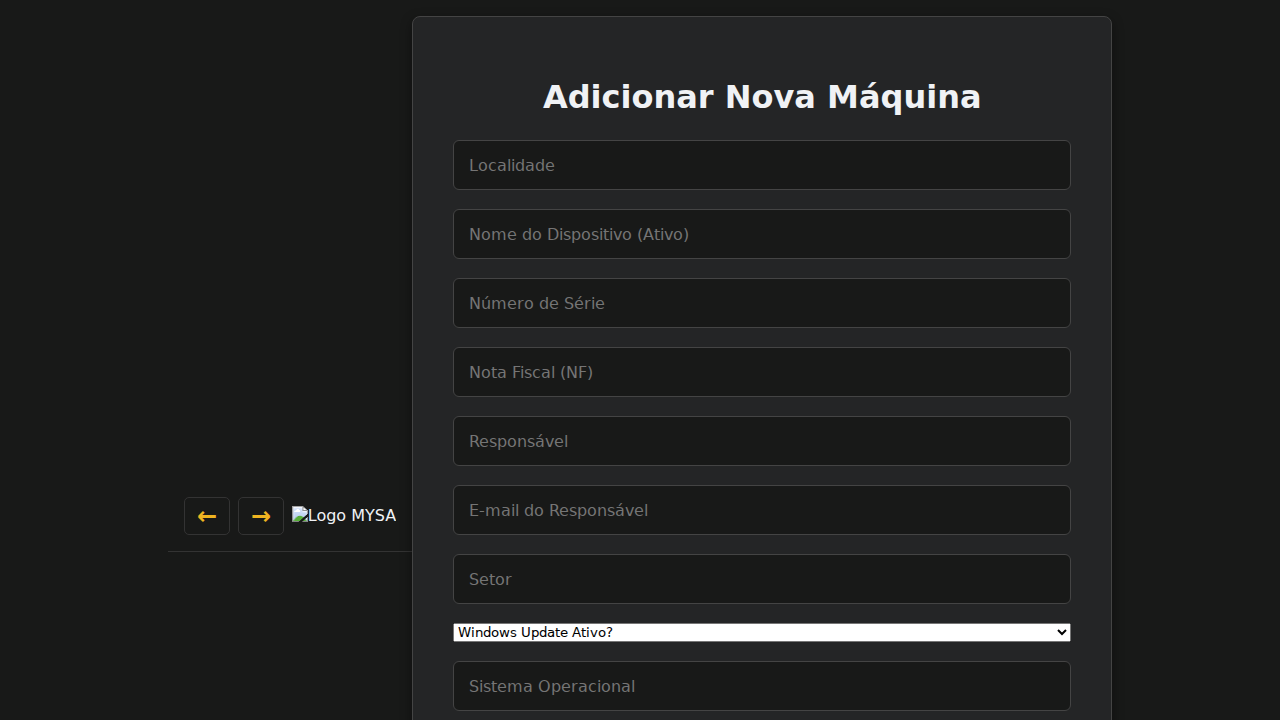 Adicionar Nova Máquina
Localidade
Nome do Dispositivo (Ativo)
Número de Série
Nota Fiscal (NF)
Responsável
← → Logo MYSA
E-mail do Responsável
Setor
Windows Update Ativo?
Sistema Operacional